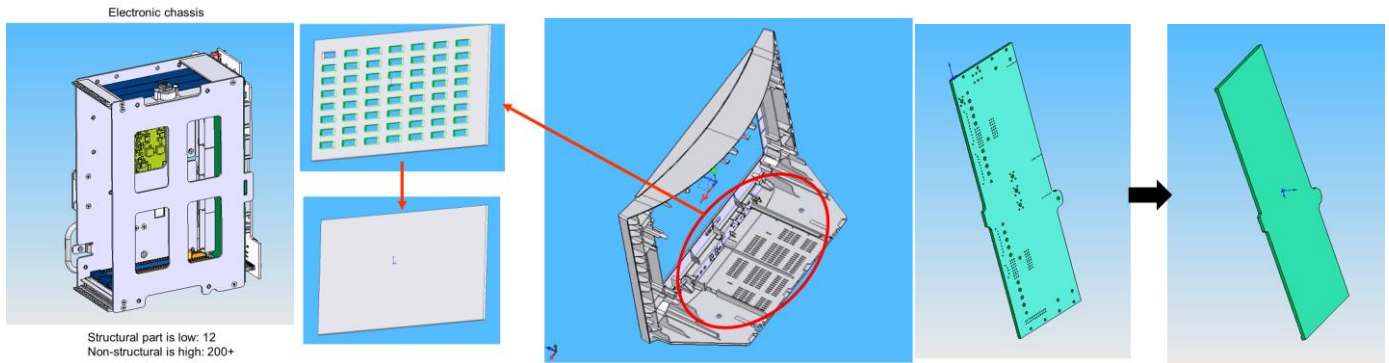 Electronic chassis
Structural part is low: 12
Non-structural is high: 200+